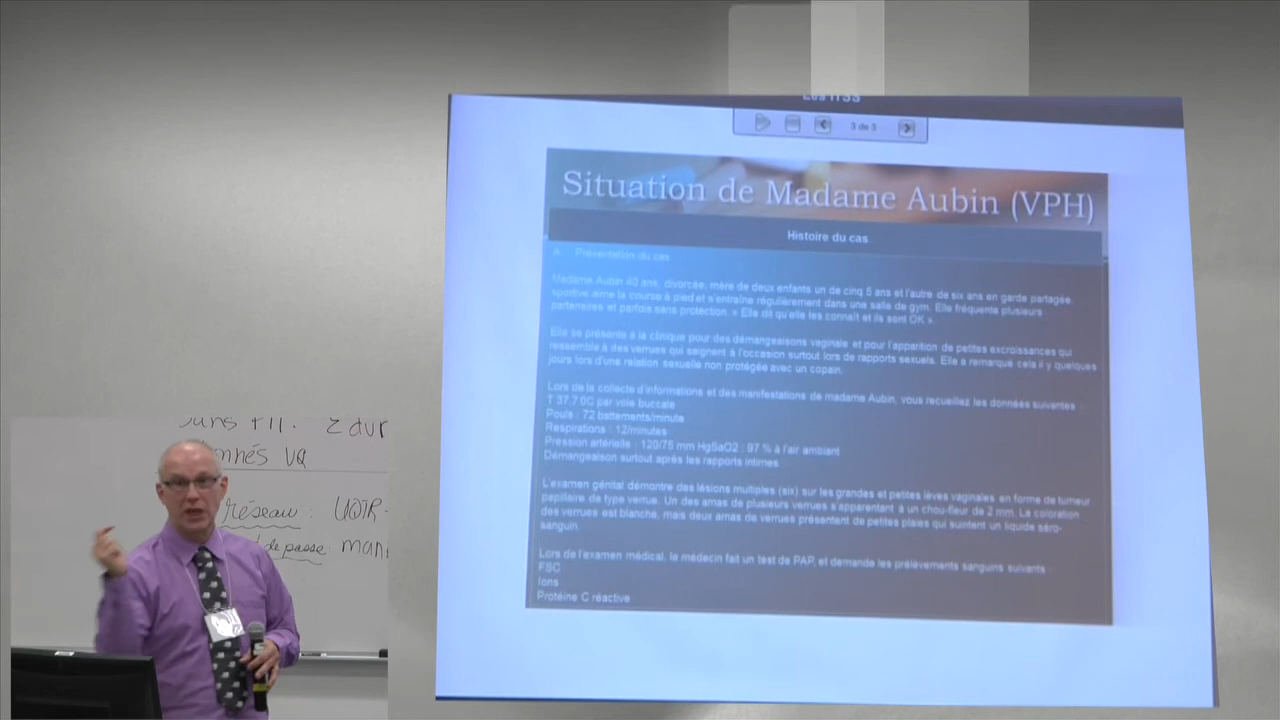 Les ITSS
3 de 3
Situation de Madame Aubin (VPH)
Histoire du cas
A. Présentation du cas
Madame Aubin 40 ans, divorcée, mère de deux enfants un de cinq 5 ans et l'autre de six ans en garde partagée,
sportive aime la course à pied et s'entraîne régulièrement dans une salle de gym. Elle fréquente plusieurs
partenaires et parfois sans protection. « Elle dit qu'elle les connaît et ils sont OK ».
Elle se présente à la clinique pour des démangeaisons vaginale et pour l'apparition de petites excroissances qui
ressemble à des verrues qui saignent à l'occasion surtout lors de rapports sexuels. Elle a remarqué cela il y quelques
jours lors d'une relation sexuelle non protégée avec un copain.
Lors de la collecte d'informations et des manifestations de madame Aubin, vous recueillez les données suivantes :
T 37.7 0C par voie buccale
Pouls : 72 battements/minute
Respirations : 12/minutes
Pression artérielle : 120/75 mm HgSaO2 : 97 % à l'air ambiant
Démangeaison surtout après les rapports intimes
L'examen génital démontre des lésions multiples (six) sur les grandes et petites lèves vaginales en forme de tumeur
papillaire de type verrue. Un des amas de plusieurs verrues s'apparentant à un chou-fleur de 2 mm. La coloration
des verrues est blanche, mais deux amas de verrues présentent de petites plaies qui suintent un liquide séro-
sanguin.
Lors de l'examen médical, le médecin fait un test de PAP, et demande les prélèvements sanguins suivants
FSC
Ions
Protéine C réactive
réseau : UQTR-
de passe :